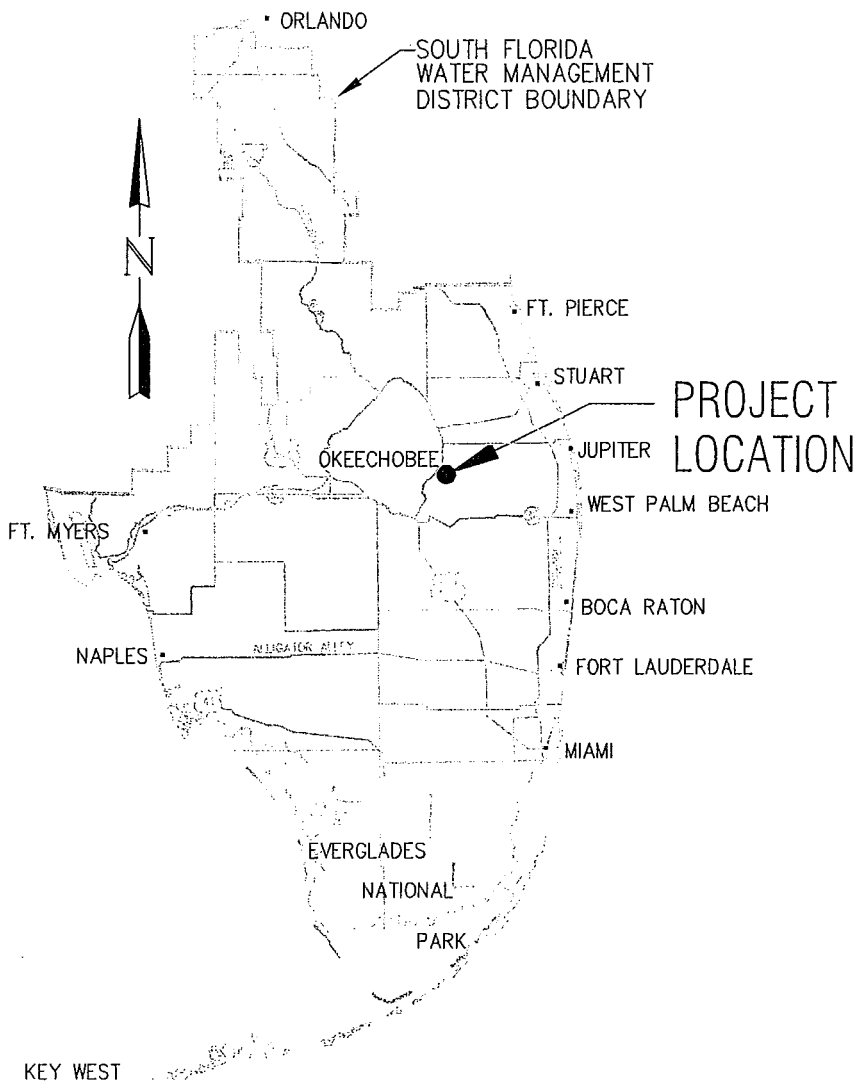 ORLANDO
SOUTH FLORIDA
WATER MANAGEMENT
DISTRICT BOUNDARY
N
FT. PIERCE
STUART
PROJECT
LOCATION
OKEECHOBEE
JUPITER
WEST PALM BEACH
FT. MYERS
BOCA RATON
NAPLES
ALLIGATOR ALLEY
FORT LAUDERDALE
MIAMI
EVERGLADES
NATIONAL
PARK
KEY WEST